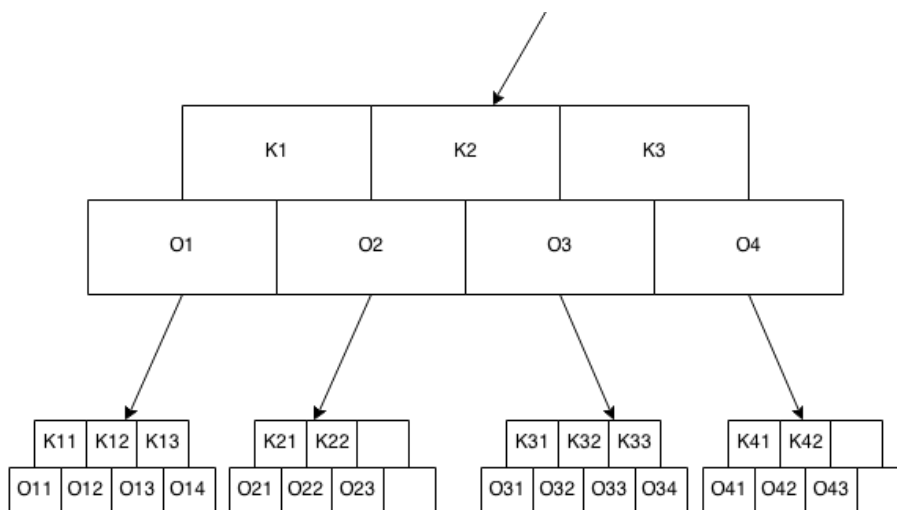 K1 K2 K3
O1 O2 O3 O4
K11 K12 K13 K21 K22 K31 K32 K33 K41 K42
O11 O12 O13 O14 O21 O22 O23 O31 O32 O33 O34 O41 O42 O43